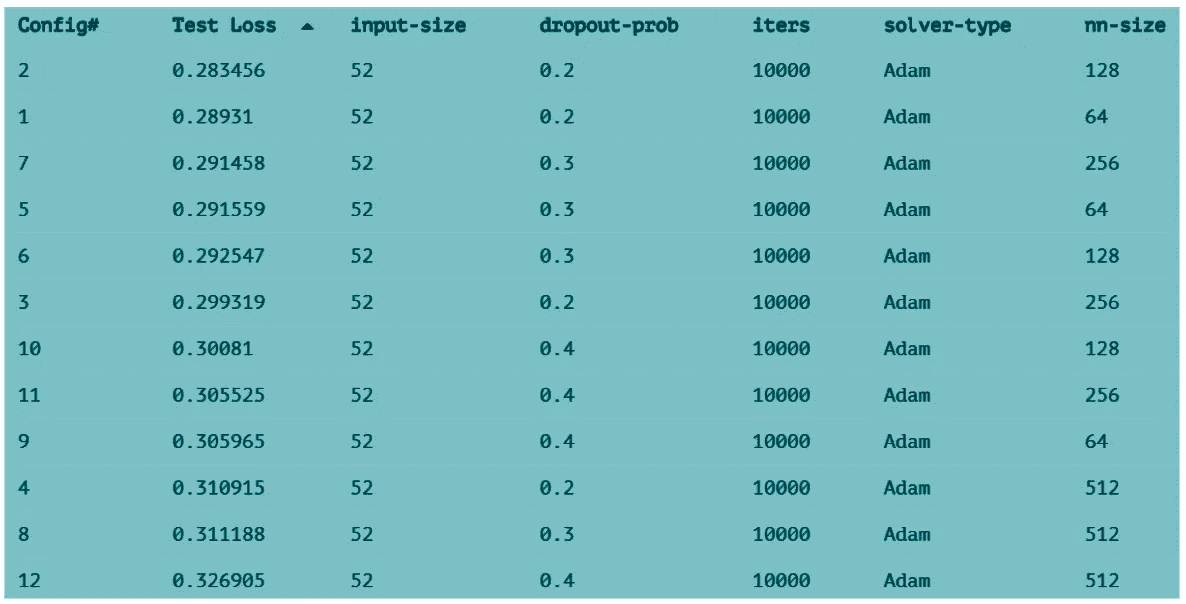 Config# Test Loss ▲ input-size dropout-prob iters solver-type nn-size
2 0.283456 52 0.2 10000 Adam 128
1 0.28931 52 0.2 10000 Adam 64
7 0.291458 52 0.3 10000 Adam 256
5 0.291559 52 0.3 10000 Adam 64
6 0.292547 52 0.3 10000 Adam 128
3 0.299319 52 0.2 10000 Adam 256
10 0.30081 52 0.4 10000 Adam 128
11 0.305525 52 0.4 10000 Adam 256
9 0.305965 52 0.4 10000 Adam 64
4 0.310915 52 0.2 10000 Adam 512
8 0.311188 52 0.3 10000 Adam 512
12 0.326905 52 0.4 10000 Adam 512